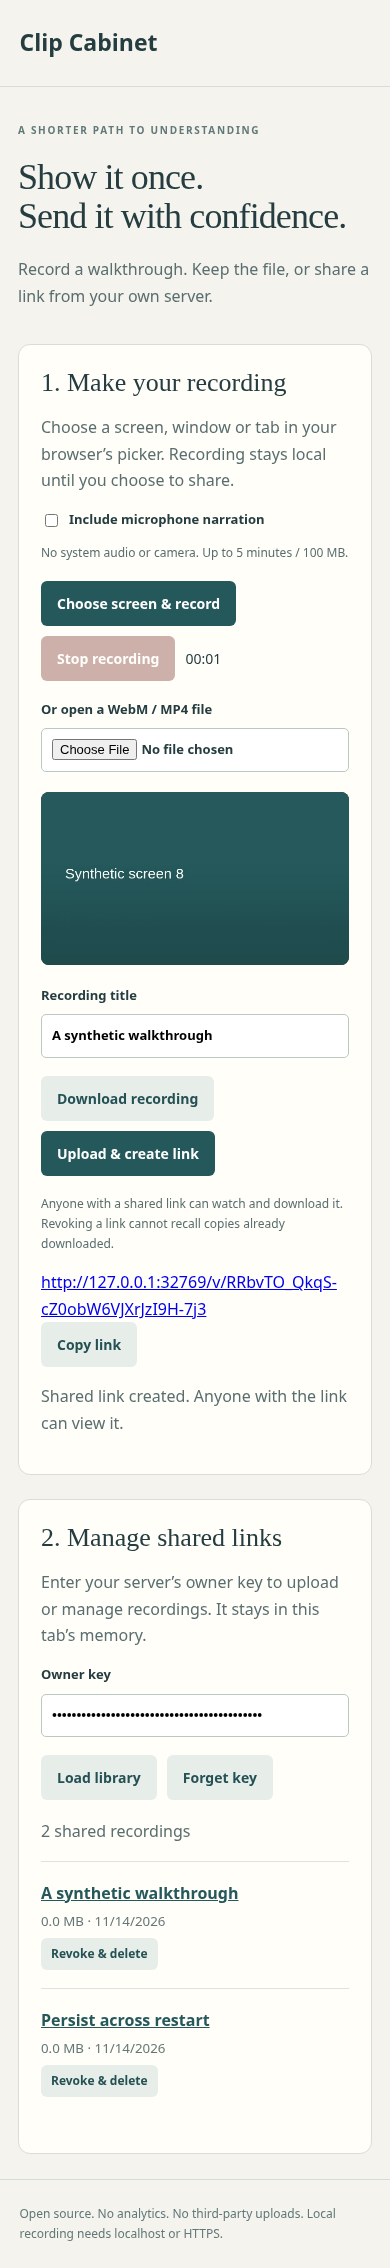 Clip Cabinet
A SHORTER PATH TO UNDERSTANDING
Show it once.
Send it with confidence.
Record a walkthrough. Keep the file, or share a
link from your own server.
1. Make your recording
Choose a screen, window or tab in your
browser’s picker. Recording stays local
until you choose to share.
Include microphone narration
No system audio or camera. Up to 5 minutes / 100 MB.
Choose screen & record
Stop recording 00:01
Or open a WebM / MP4 file
Choose File No file chosen
Synthetic screen 8
Recording title
A synthetic walkthrough
Download recording
Upload & create link
Anyone with a shared link can watch and download it.
Revoking a link cannot recall copies already
downloaded.
http://127.0.0.1:32769/v/RRbvTO_QkqS-
cZ0obW6VJXrJzI9H-7j3
Copy link
Shared link created. Anyone with the link
can view it.
2. Manage shared links
Enter your server’s owner key to upload
or manage recordings. It stays in this
tab’s memory.
Owner key
Load library Forget key
2 shared recordings
A synthetic walkthrough
0.0 MB · 11/14/2026
Revoke & delete
Persist across restart
0.0 MB · 11/14/2026
Revoke & delete
Open source. No analytics. No third-party uploads. Local
recording needs localhost or HTTPS.